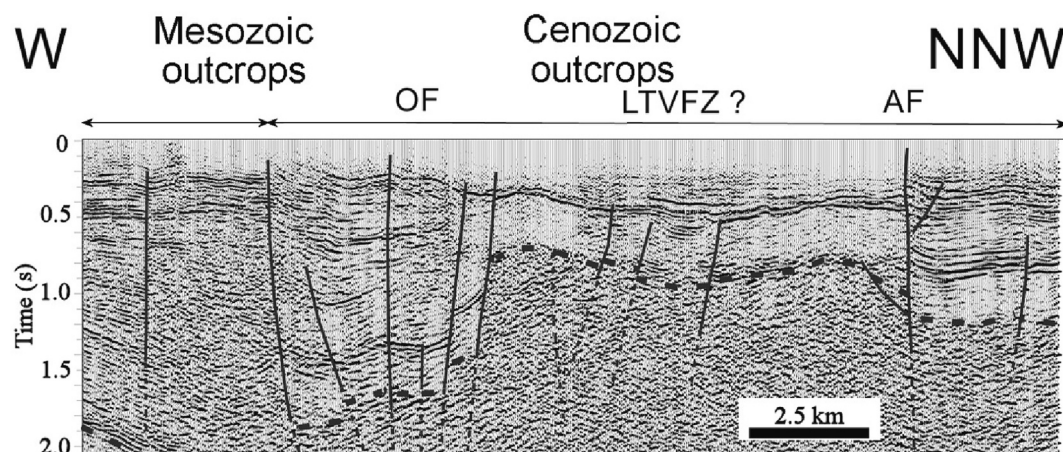 W
Mesozoic
outcrops
Cenozoic
outcrops
NNW
OF
LTVFZ ?
AF
0
0.5
1.0
1.5
2.0
Time (s)
2.5 km